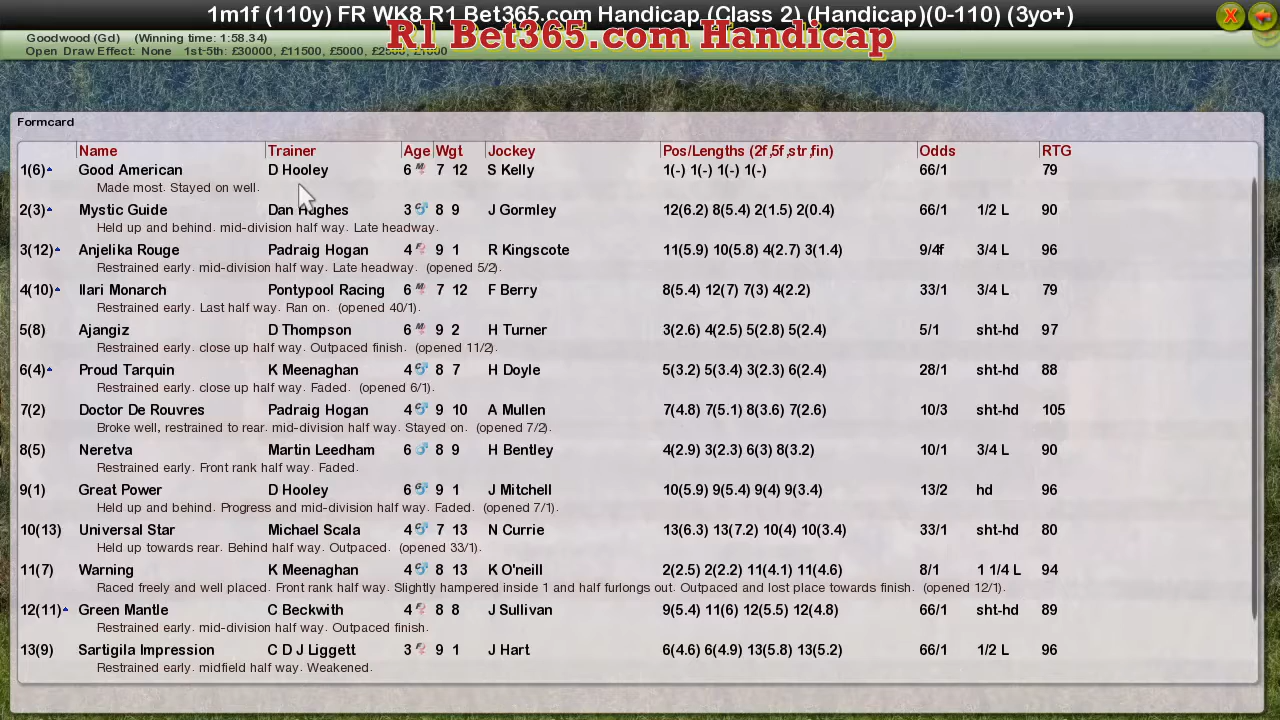 1m1f (110y) FR WK8 R1 Bet365.com Handicap (Class 2) (Handicap)(0-110) (3yo+)
R1 Bet365.com Handicap
Goodwood (Gd) (Winning time: 1:58.34)
Open Draw Effect: None 1st-5th: £30000, £11500, £5000, £2500, £1000
Formcard
Name Trainer Age Wgt Jockey Pos/Lengths (2f,5f,str,fin) Odds RTG
1(6) Good American D Hooley 6 7 12 S Kelly 1(-) 1(-) 1(-) 1(-) 66/1 79
Made most. Stayed on well.
2(3) Mystic Guide Dan Hughes 3 8 9 J Gormley 12(6.2) 8(5.4) 2(1.5) 2(0.4) 66/1 1/2 L 90
Held up and behind. mid-division half way. Late headway.
3(12) Anjelika Rouge Padraig Hogan 4 9 1 R Kingscote 11(5.9) 10(5.8) 4(2.7) 3(1.4) 9/4f 3/4 L 96
Restrained early. mid-division half way. Late headway. (opened 5/2).
4(10) Ilari Monarch Pontypool Racing 6 7 12 F Berry 8(5.4) 12(7) 7(3) 4(2.2) 33/1 3/4 L 79
Restrained early. Last half way. Ran on. (opened 40/1).
5(8) Ajangiz D Thompson 6 9 2 H Turner 3(2.6) 4(2.5) 5(2.8) 5(2.4) 5/1 sht-hd 97
Restrained early. close up half way. Outpaced finish. (opened 11/2).
6(4) Proud Tarquin K Meenaghan 4 8 7 H Doyle 5(3.2) 5(3.4) 3(2.3) 6(2.4) 28/1 sht-hd 88
Restrained early. close up half way. Faded. (opened 6/1).
7(2) Doctor De Rouvres Padraig Hogan 4 9 10 A Mullen 7(4.8) 7(5.1) 8(3.6) 7(2.6) 10/3 sht-hd 105
Broke well, restrained to rear. mid-division half way. Stayed on. (opened 7/2).
8(5) Neretva Martin Leedham 6 8 9 H Bentley 4(2.9) 3(2.3) 6(3) 8(3.2) 10/1 3/4 L 90
Restrained early. Front rank half way. Faded.
9(1) Great Power D Hooley 6 9 1 J Mitchell 10(5.9) 9(5.4) 9(4) 9(3.4) 13/2 hd 96
Held up and behind. Progress and mid-division half way. Faded. (opened 7/1).
10(13) Universal Star Michael Scala 4 7 13 N Currie 13(6.3) 13(7.2) 10(4) 10(3.4) 33/1 sht-hd 80
Held up towards rear. Behind half way. Outpaced. (opened 33/1).
11(7) Warning K Meenaghan 4 8 13 K O'neill 2(2.5) 2(2.2) 11(4.1) 11(4.6) 8/1 1 1/4 L 94
Raced freely and well placed. Front rank half way. Slightly hampered inside 1 and half furlongs out. Outpaced and lost place towards finish. (opened 12/1).
12(11) Green Mantle C Beckwith 4 8 8 J Sullivan 9(5.4) 11(6) 12(5.5) 12(4.8) 66/1 sht-hd 89
Restrained early. mid-division half way. Outpaced finish.
13(9) Sartigila Impression C D J Liggett 3 9 1 J Hart 6(4.6) 6(4.9) 13(5.8) 13(5.2) 66/1 1/2 L 96
Restrained early. midfield half way. Weakened.